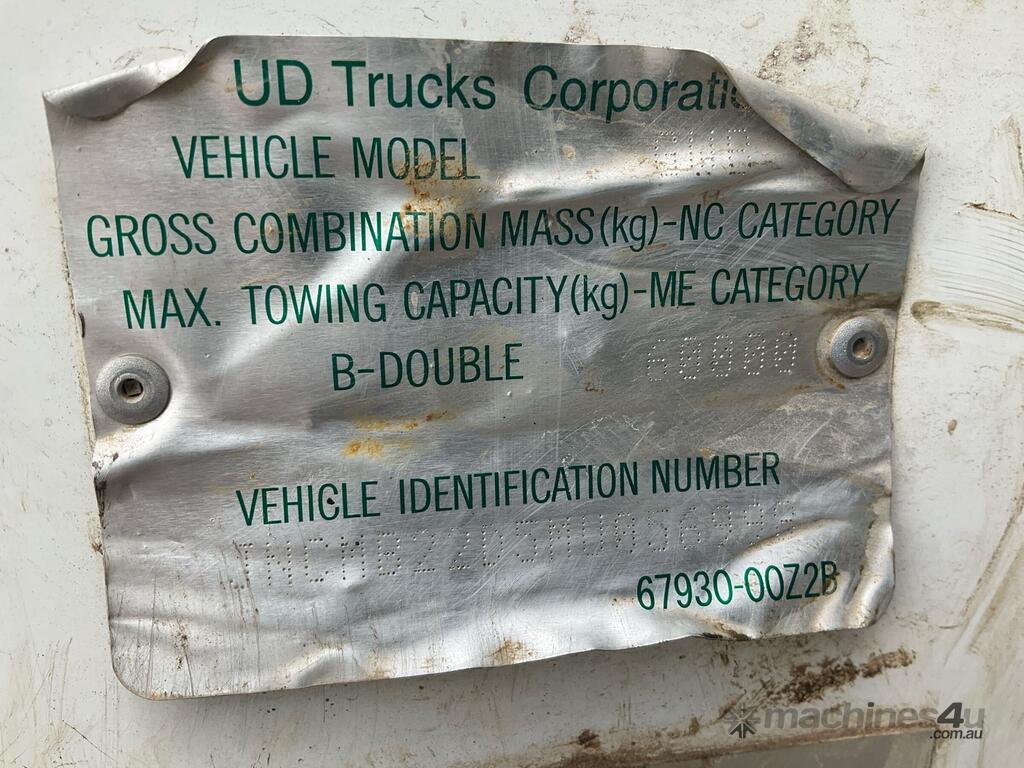 UD Trucks Corporatio
VEHICLE MODEL
GROSS COMBINATION MASS(kg)-NC CATEGORY
MAX. TOWING CAPACITY(kg)-ME CATEGORY
B-DOUBLE 60000
VEHICLE IDENTIFICATION NUMBER
67930-00Z2B
machines4u
.com.au